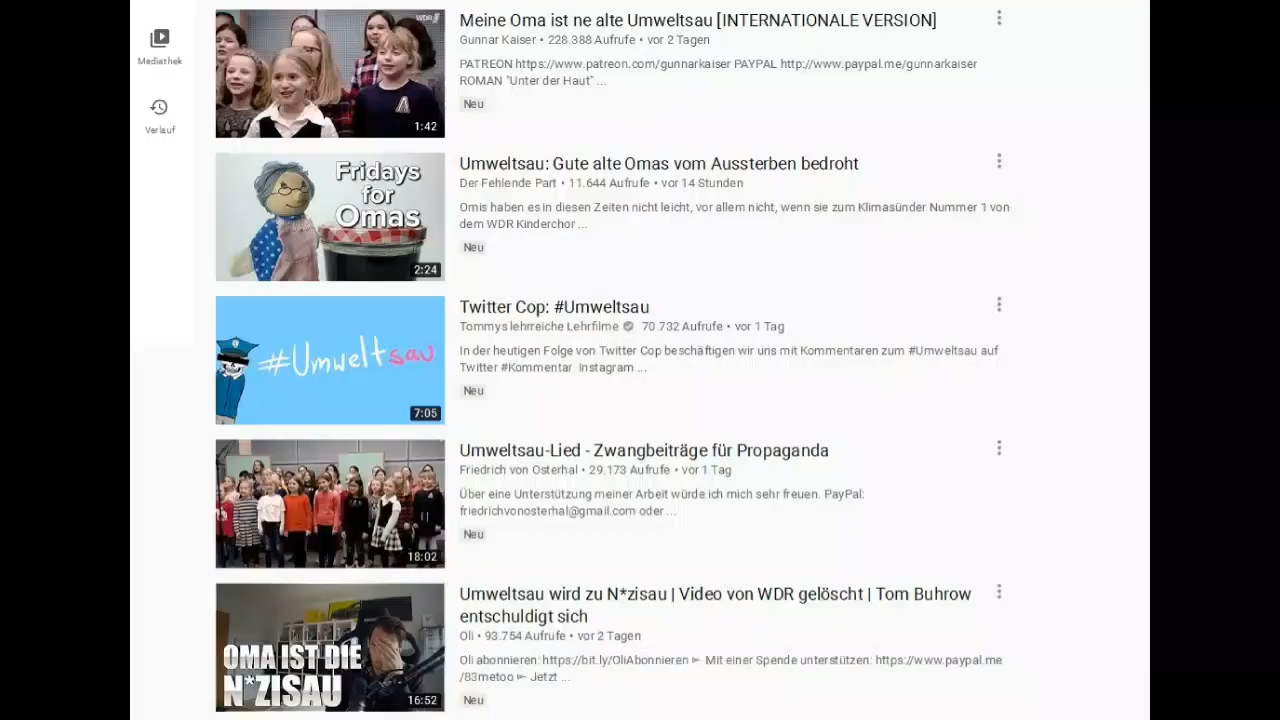 Mediathek
Verlauf
WDR
1:42
Meine Oma ist ne alte Umweltsau [INTERNATIONALE VERSION]
Gunnar Kaiser • 228.388 Aufrufe • vor 2 Tagen
PATREON https://www.patreon.com/gunnarkaiser PAYPAL http://www.paypal.me/gunnarkaiser
ROMAN "Unter der Haut" ...
Neu
Fridays
for
Omas
2:24
Umweltsau: Gute alte Omas vom Aussterben bedroht
Der Fehlende Part • 11.644 Aufrufe • vor 14 Stunden
Omis haben es in diesen Zeiten nicht leicht, vor allem nicht, wenn sie zum Klimasünder Nummer 1 von
dem WDR Kinderchor ...
Neu
#Umweltsau
7:05
Twitter Cop: #Umweltsau
Tommys lehrreiche Lehrfilme 70.732 Aufrufe • vor 1 Tag
In der heutigen Folge von Twitter Cop beschäftigen wir uns mit Kommentaren zum #Umweltsau auf
Twitter #Kommentar Instagram ...
Neu
18:02
Umweltsau-Lied - Zwangbeiträge für Propaganda
Friedrich von Osterhal • 29.173 Aufrufe • vor 1 Tag
Über eine Unterstützung meiner Arbeit würde ich mich sehr freuen. PayPal:
friedrichvonosterhal@gmail.com oder ...
Neu
OMA IST DIE
N*ZISAU
16:52
Umweltsau wird zu N*zisau | Video von WDR gelöscht | Tom Buhrow
entschuldigt sich
Oli • 93.754 Aufrufe • vor 2 Tagen
Oli abonnieren: https://bit.ly/OliAbonnieren ► Mit einer Spende unterstützen: https://www.paypal.me
/83metoo ► Jetzt ...
Neu